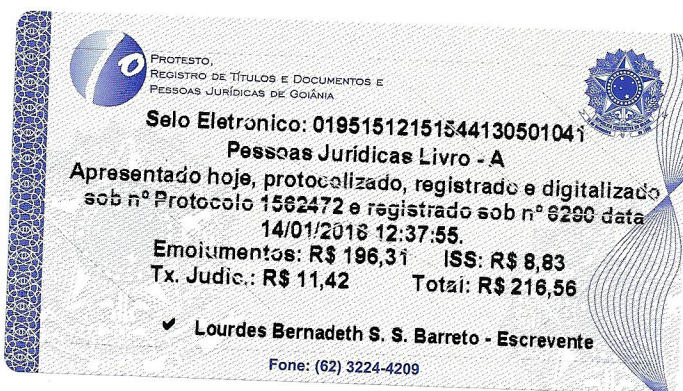 1º
PROTESTO,
REGISTRO DE TÍTULOS E DOCUMENTOS E
PESSOAS JURÍDICAS DE GOIÂNIA
Selo Eletronico: 01951512151544130501041
Pessoas Jurídicas Livro - A
Apresentado hoje, protocolizado, registrado e digitalizado
sob nº Protocolo 1562472 e registrado sob nº 6290 data
14/01/2016 12:37:55.
Emolumentos: R$ 196,31 ISS: R$ 8,83
Tx. Judic.: R$ 11,42 Total: R$ 216,56
✔ Lourdes Bernadeth S. S. Barreto - Escrevente
Fone: (62) 3224-4209